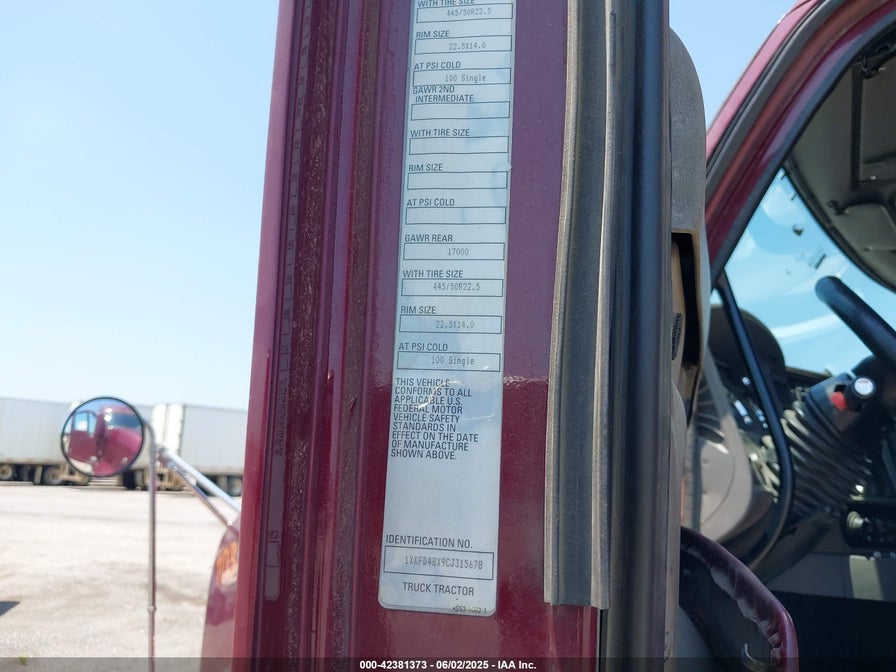 WITH TIRE SIZE
445/50R22.5
RIM SIZE
22.5X14.0
AT PSI COLD
100 Single
GAWR 2ND
INTERMEDIATE
WITH TIRE SIZE
RIM SIZE
AT PSI COLD
GAWR REAR
17000
WITH TIRE SIZE
445/50R22.5
RIM SIZE
22.5X14.0
AT PSI COLD
100 Single
THIS VEHICLE
CONFORMS TO ALL
APPLICABLE U.S.
FEDERAL MOTOR
VEHICLE SAFETY
STANDARDS IN
EFFECT ON THE DATE
OF MANUFACTURE
SHOWN ABOVE.
IDENTIFICATION NO.
1XKFD48X9CJ315678
TRUCK TRACTOR
000-42381373 - 06/02/2025 - IAA Inc.